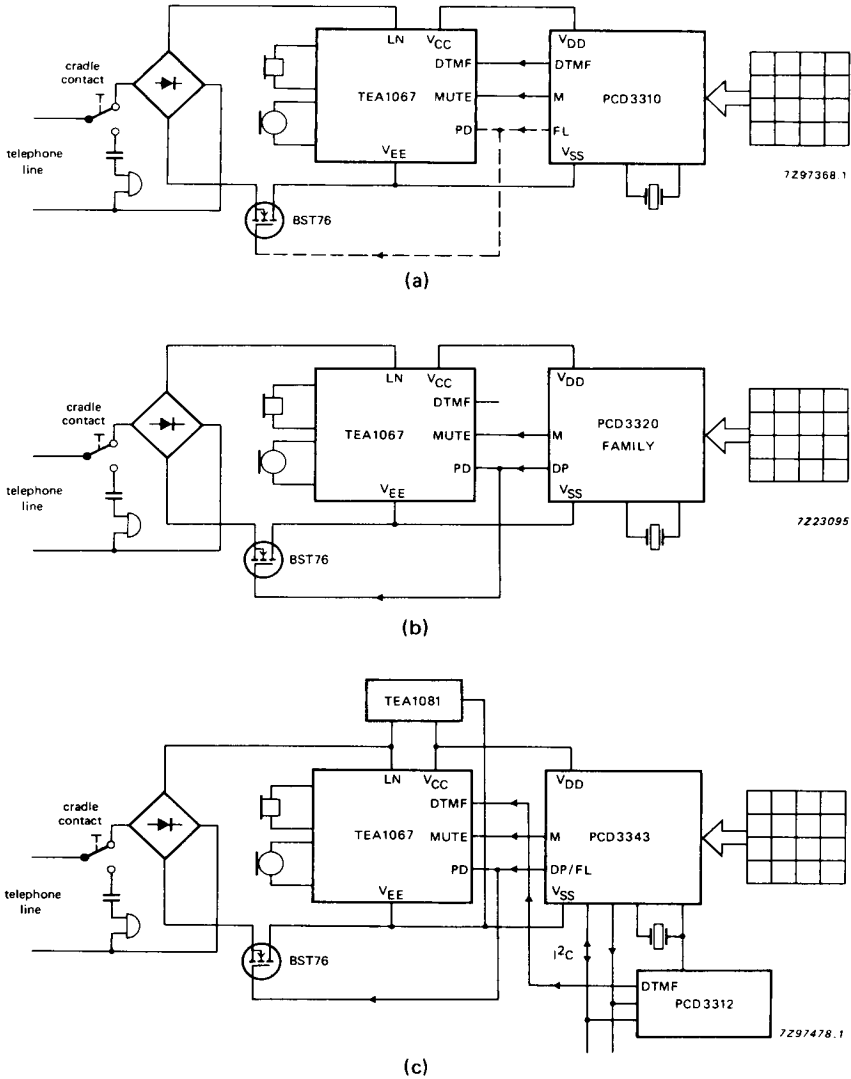 LN
VCC
VDD
cradle
contact
DTMF
DTMF
TEA1067
MUTE
M
PCD3310
PD
FL
telephone
line
VEE
VSS
7Z97368.1
BST76
(a)
LN
VCC
VDD
cradle
contact
DTMF
TEA1067
MUTE
M
PCD3320
FAMILY
PD
DP
telephone
line
VEE
VSS
7Z23095
BST76
(b)
TEA1081
LN
VCC
VDD
cradle
contact
DTMF
TEA1067
MUTE
M
PCD3343
PD
DP/FL
telephone
line
VEE
VSS
BST76
I²C
DTMF
PCD3312
7Z97478.1
(c)